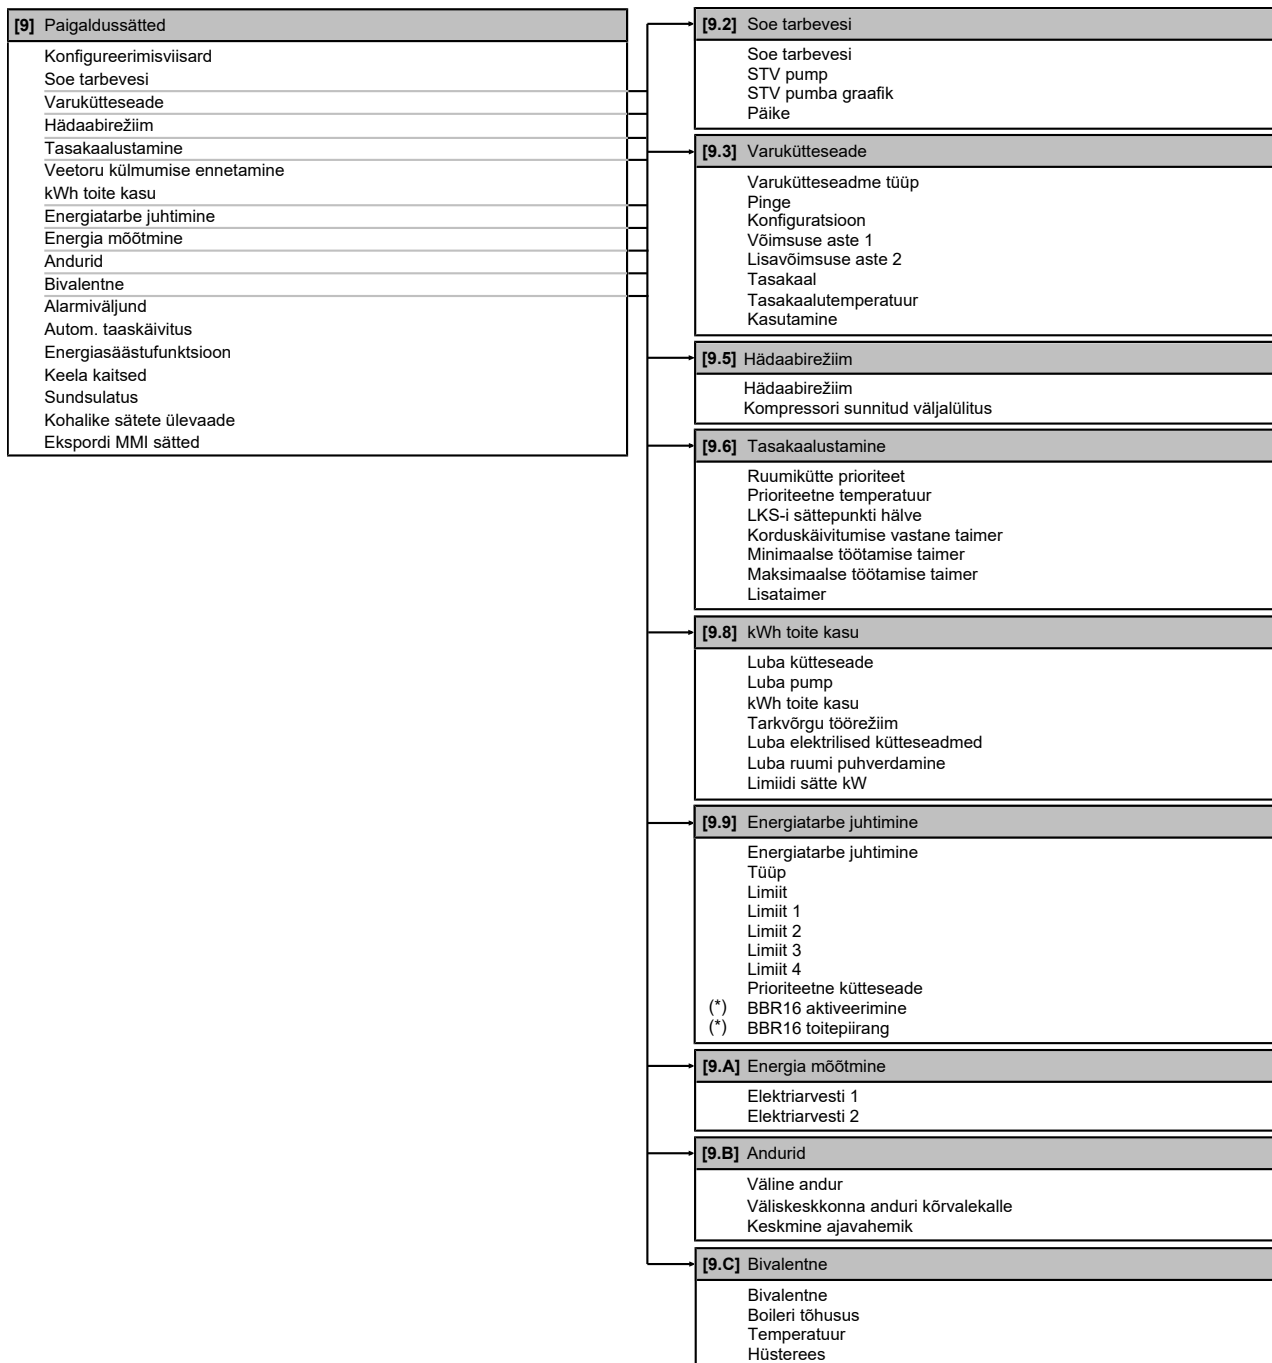 [9] Paigaldussätted
Konfigureerimisviisard
Soe tarbevesi
Varukütteseade
Hädaabirežiim
Tasakaalustamine
Veetoru külmumise ennetamine
kWh toite kasu
Energiatarbe juhtimine
Energia mõõtmine
Andurid
Bivalentne
Alarmiväljund
Autom. taaskäivitus
Energiasäästufunktsioon
Keela kaitsed
Sundsulatus
Kohalike sätete ülevaade
Ekspordi MMI sätted
[9.2] Soe tarbevesi
Soe tarbevesi
STV pump
STV pumba graafik
Päike
[9.3] Varukütteseade
Varukütteseadme tüüp
Pinge
Konfiguratsioon
Võimsuse aste 1
Lisavõimsuse aste 2
Tasakaal
Tasakaalutemperatuur
Kasutamine
[9.5] Hädaabirežiim
Hädaabirežiim
Kompressori sunnitud väljalülitus
[9.6] Tasakaalustamine
Ruumikütte prioriteet
Prioriteetne temperatuur
LKS-i sättepunkti hälve
Korduskäivitumise vastane taimer
Minimaalse töötamise taimer
Maksimaalse töötamise taimer
Lisataimer
[9.8] kWh toite kasu
Luba kütteseade
Luba pump
kWh toite kasu
Tarkvõrgu töörežiim
Luba elektrilised kütteseadmed
Luba ruumi puhverdamine
Limiidi sätte kW
[9.9] Energiatarbe juhtimine
Energiatarbe juhtimine
Tüüp
Limiit
Limiit 1
Limiit 2
Limiit 3
Limiit 4
Prioriteetne kütteseade
(*) BBR16 aktiveerimine
(*) BBR16 toitepiirang
[9.A] Energia mõõtmine
Elektriarvesti 1
Elektriarvesti 2
[9.B] Andurid
Väline andur
Väliskeskkonna anduri kõrvalekalle
Keskmine ajavahemik
[9.C] Bivalentne
Bivalentne
Boileri tõhusus
Temperatuur
Hüsterees